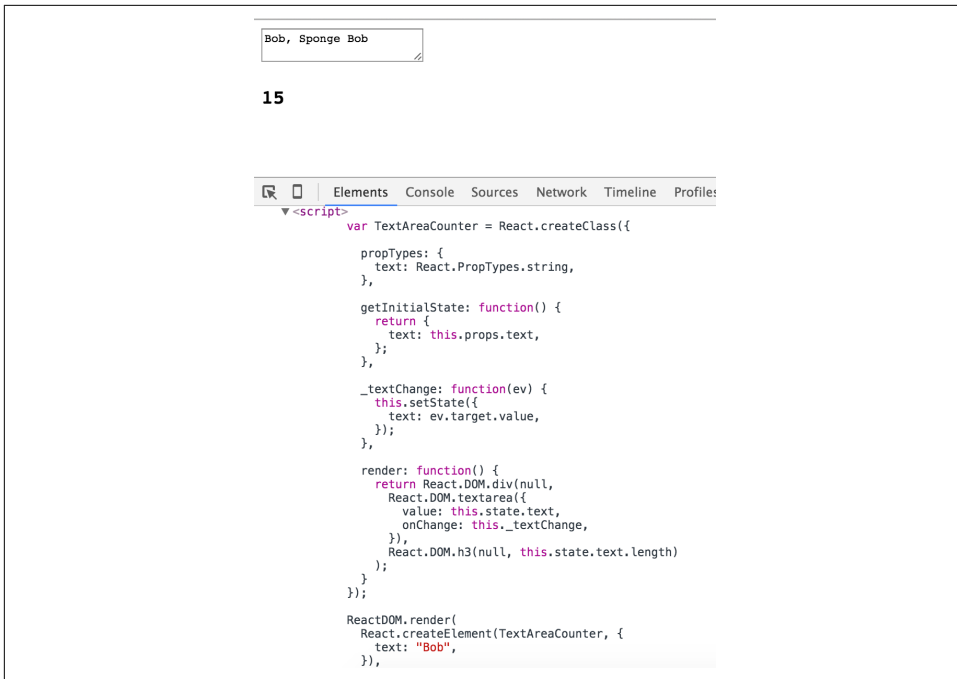 Bob, Sponge Bob
15
Elements Console Sources Network Timeline Profiles
▼<script>
var TextAreaCounter = React.createClass({
propTypes: {
text: React.PropTypes.string,
},
getInitialState: function() {
return {
text: this.props.text,
};
},
_textChange: function(ev) {
this.setState({
text: ev.target.value,
});
},
render: function() {
return React.DOM.div(null,
React.DOM.textarea({
value: this.state.text,
onChange: this._textChange,
}),
React.DOM.h3(null, this.state.text.length)
);
}
});
ReactDOM.render(
React.createElement(TextAreaCounter, {
text: "Bob",
}),